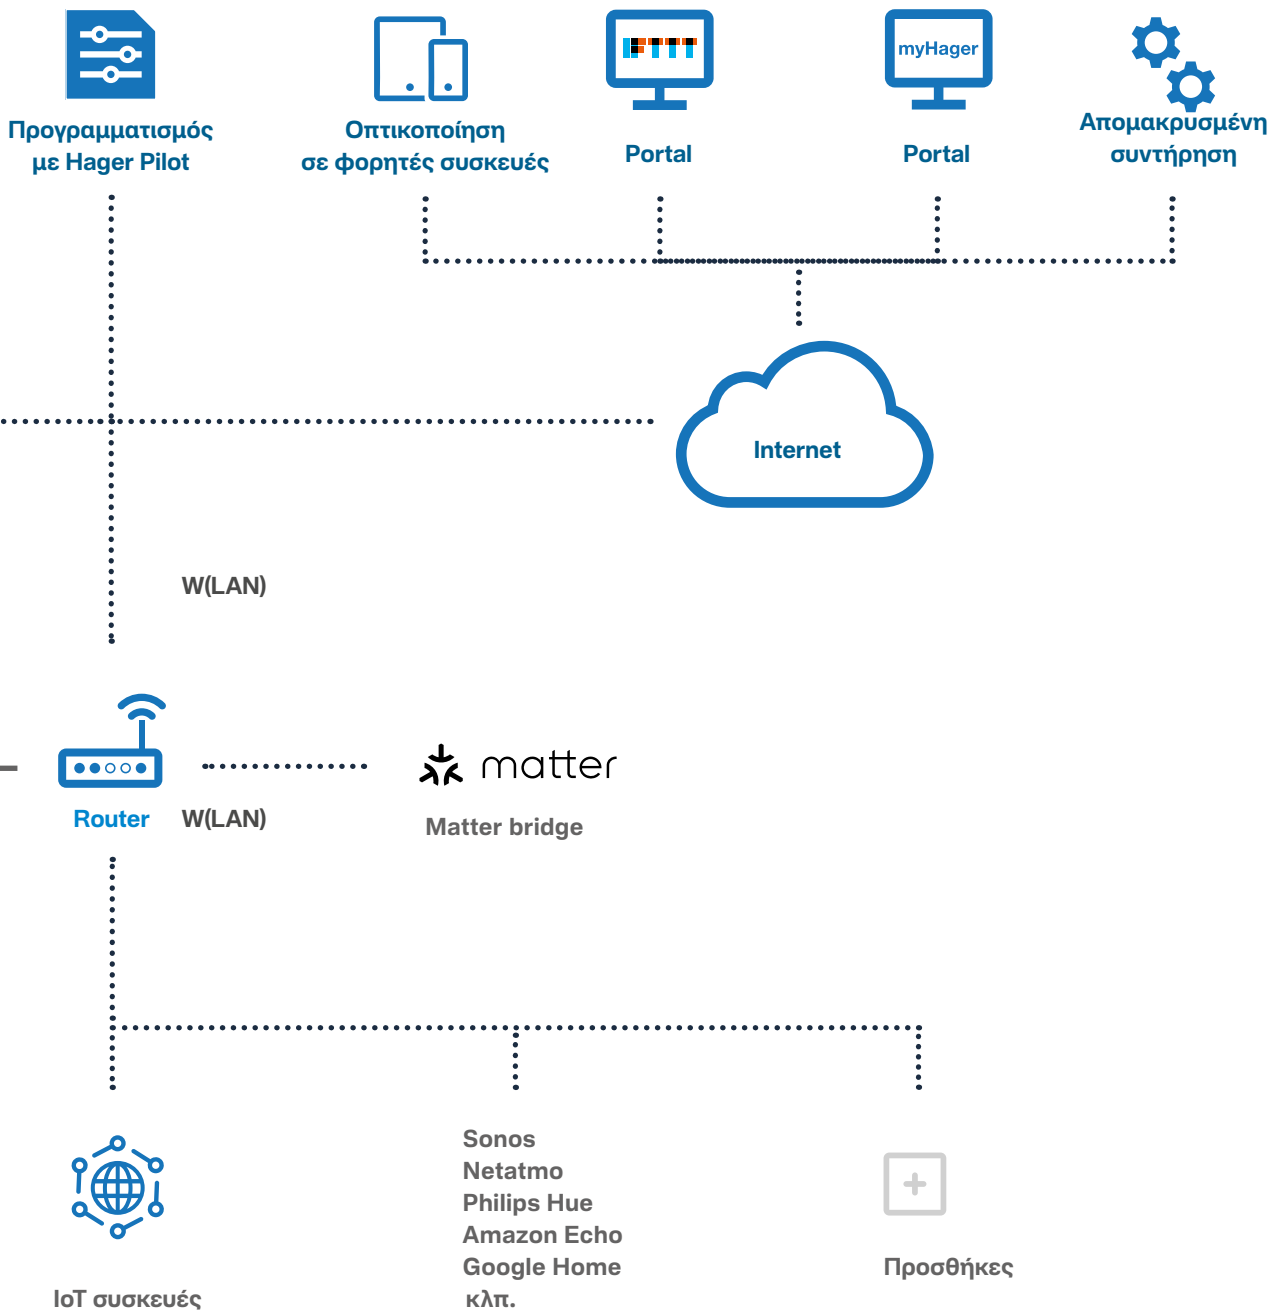 IFTTT
myHager
Προγραμματισμός
με Hager Pilot
Οπτικοποίηση
σε φορητές συσκευές
Portal
Portal
Απομακρυσμένη
συντήρηση
Internet
W(LAN)
matter
Router
W(LAN)
Matter bridge
Sonos
Netatmo
Philips Hue
Amazon Echo
Google Home
κλπ.
IoT συσκευές
Προσθήκες